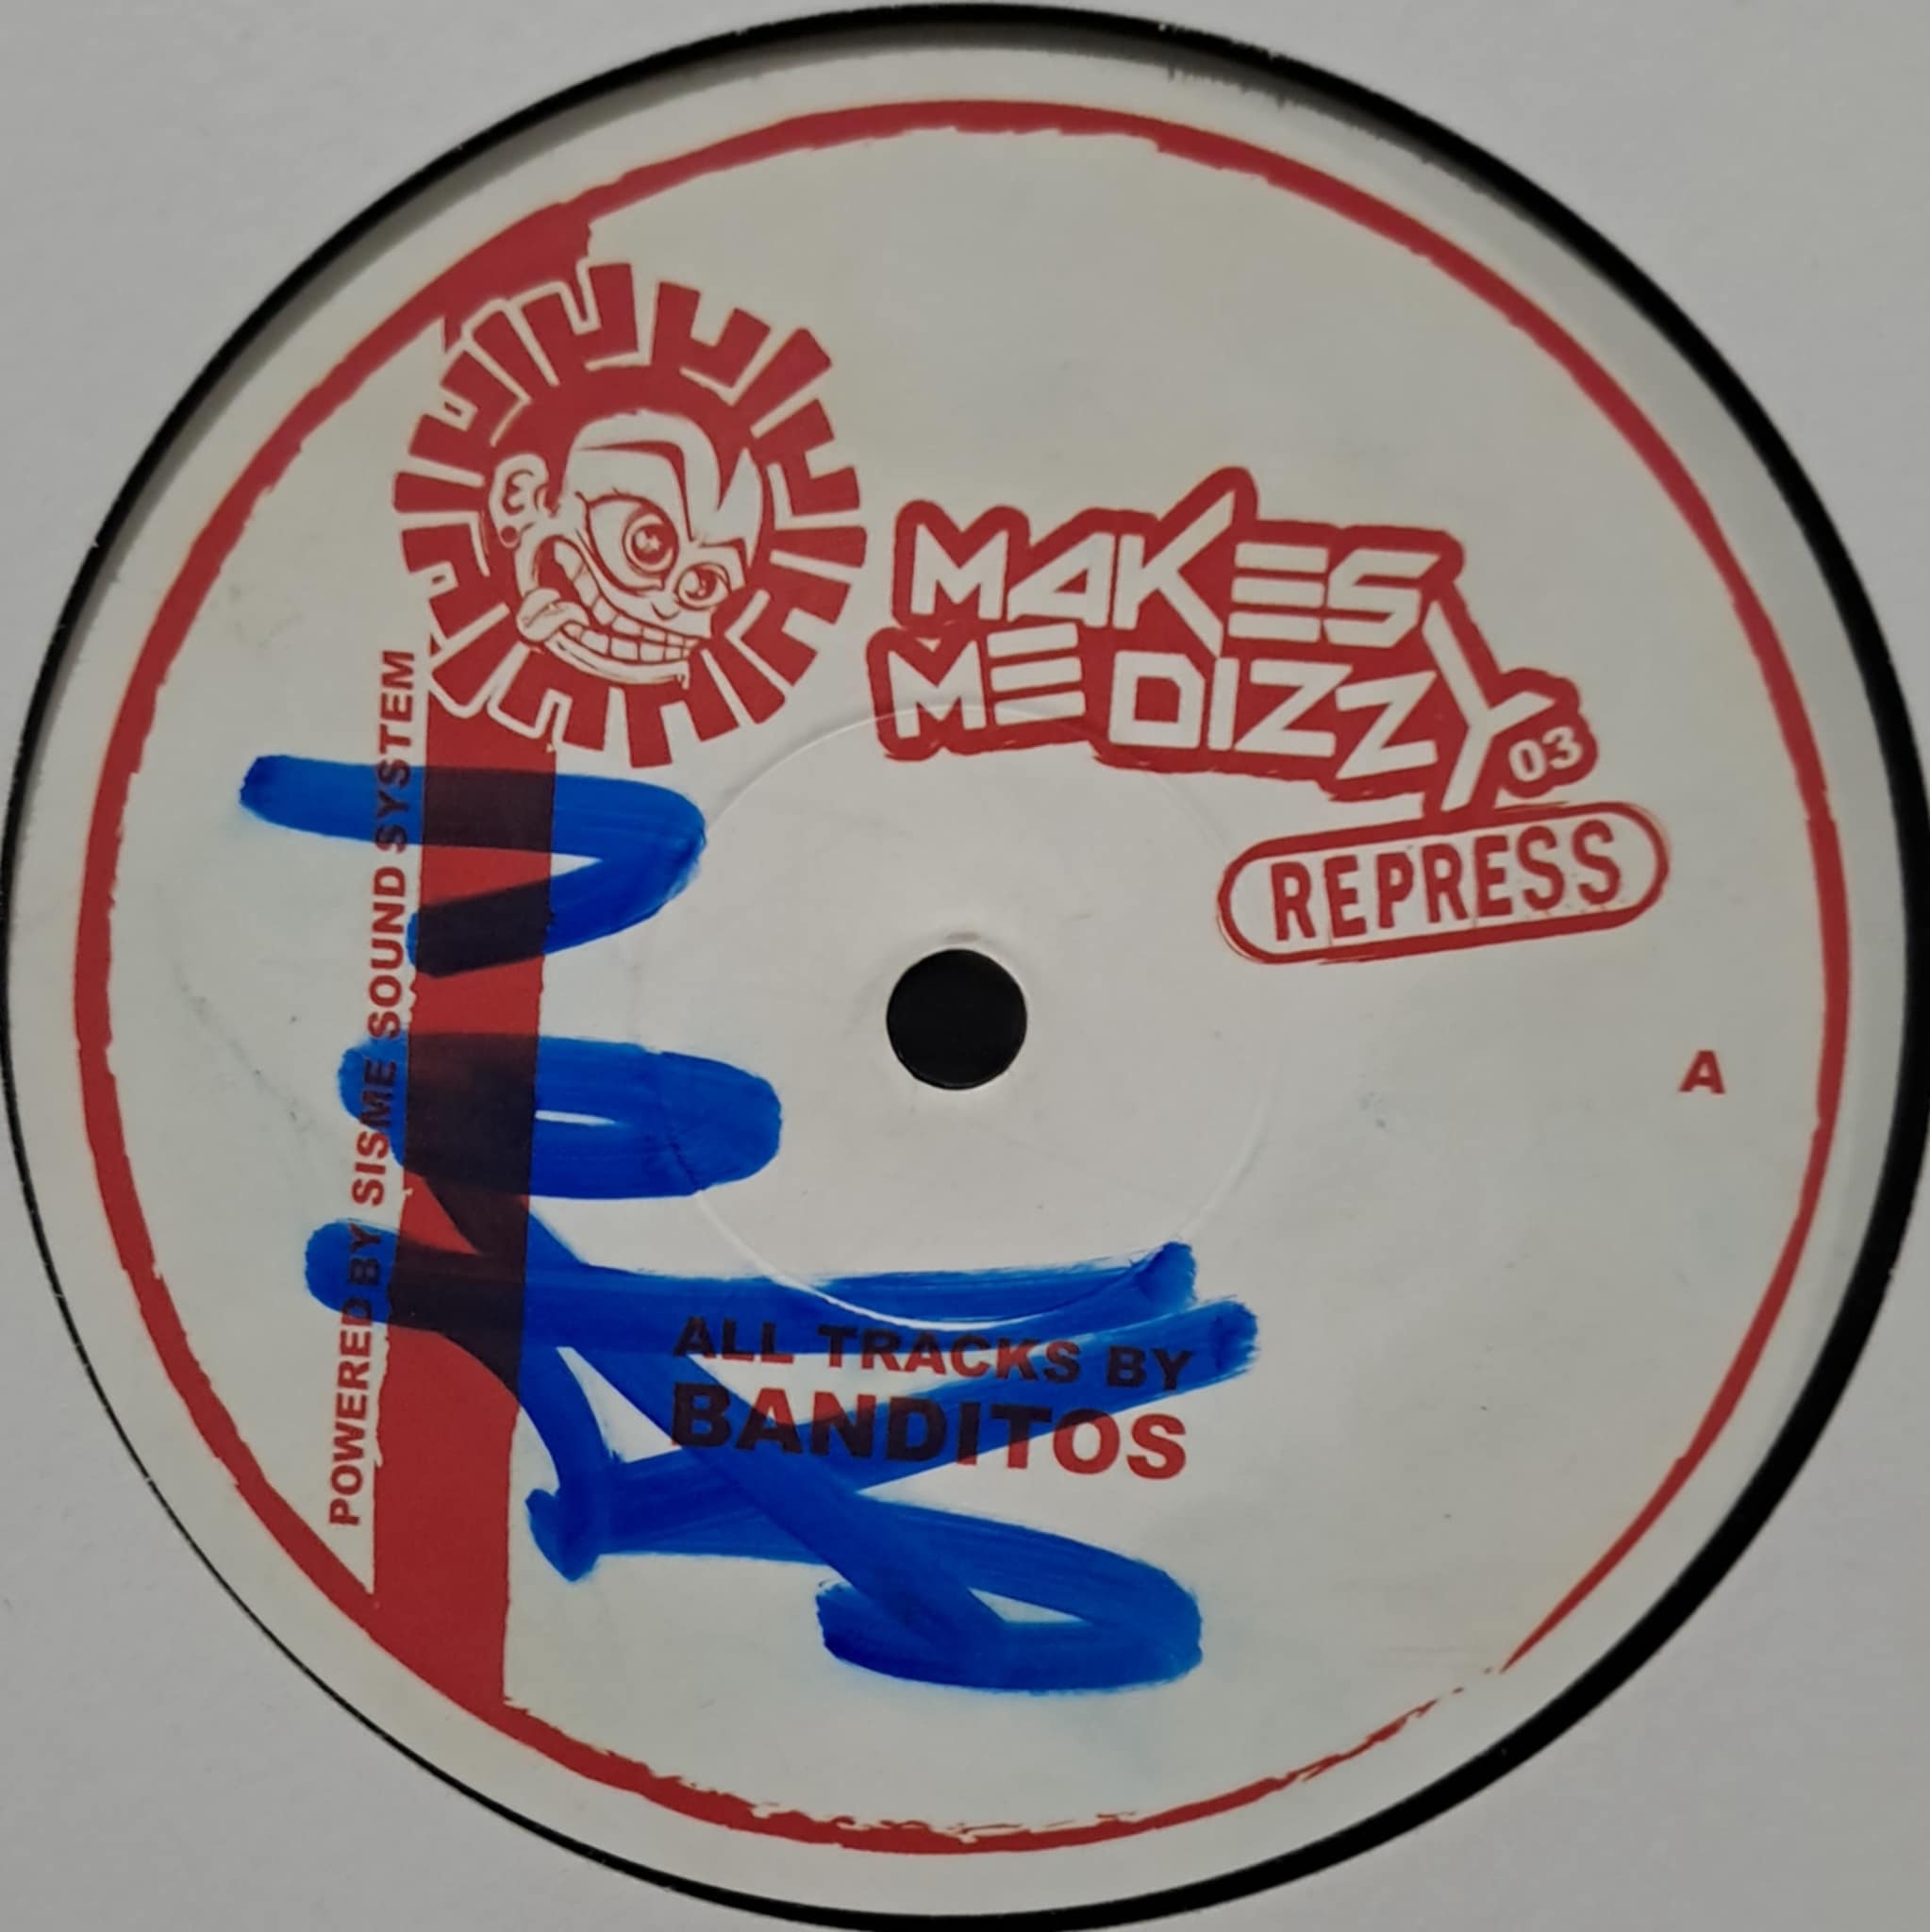 MAKES
ME DIZZY
03
REPRESS
A
POWERED BY SISME SOUND SYSTEM
ALL TRACKS BY
BANDITOS